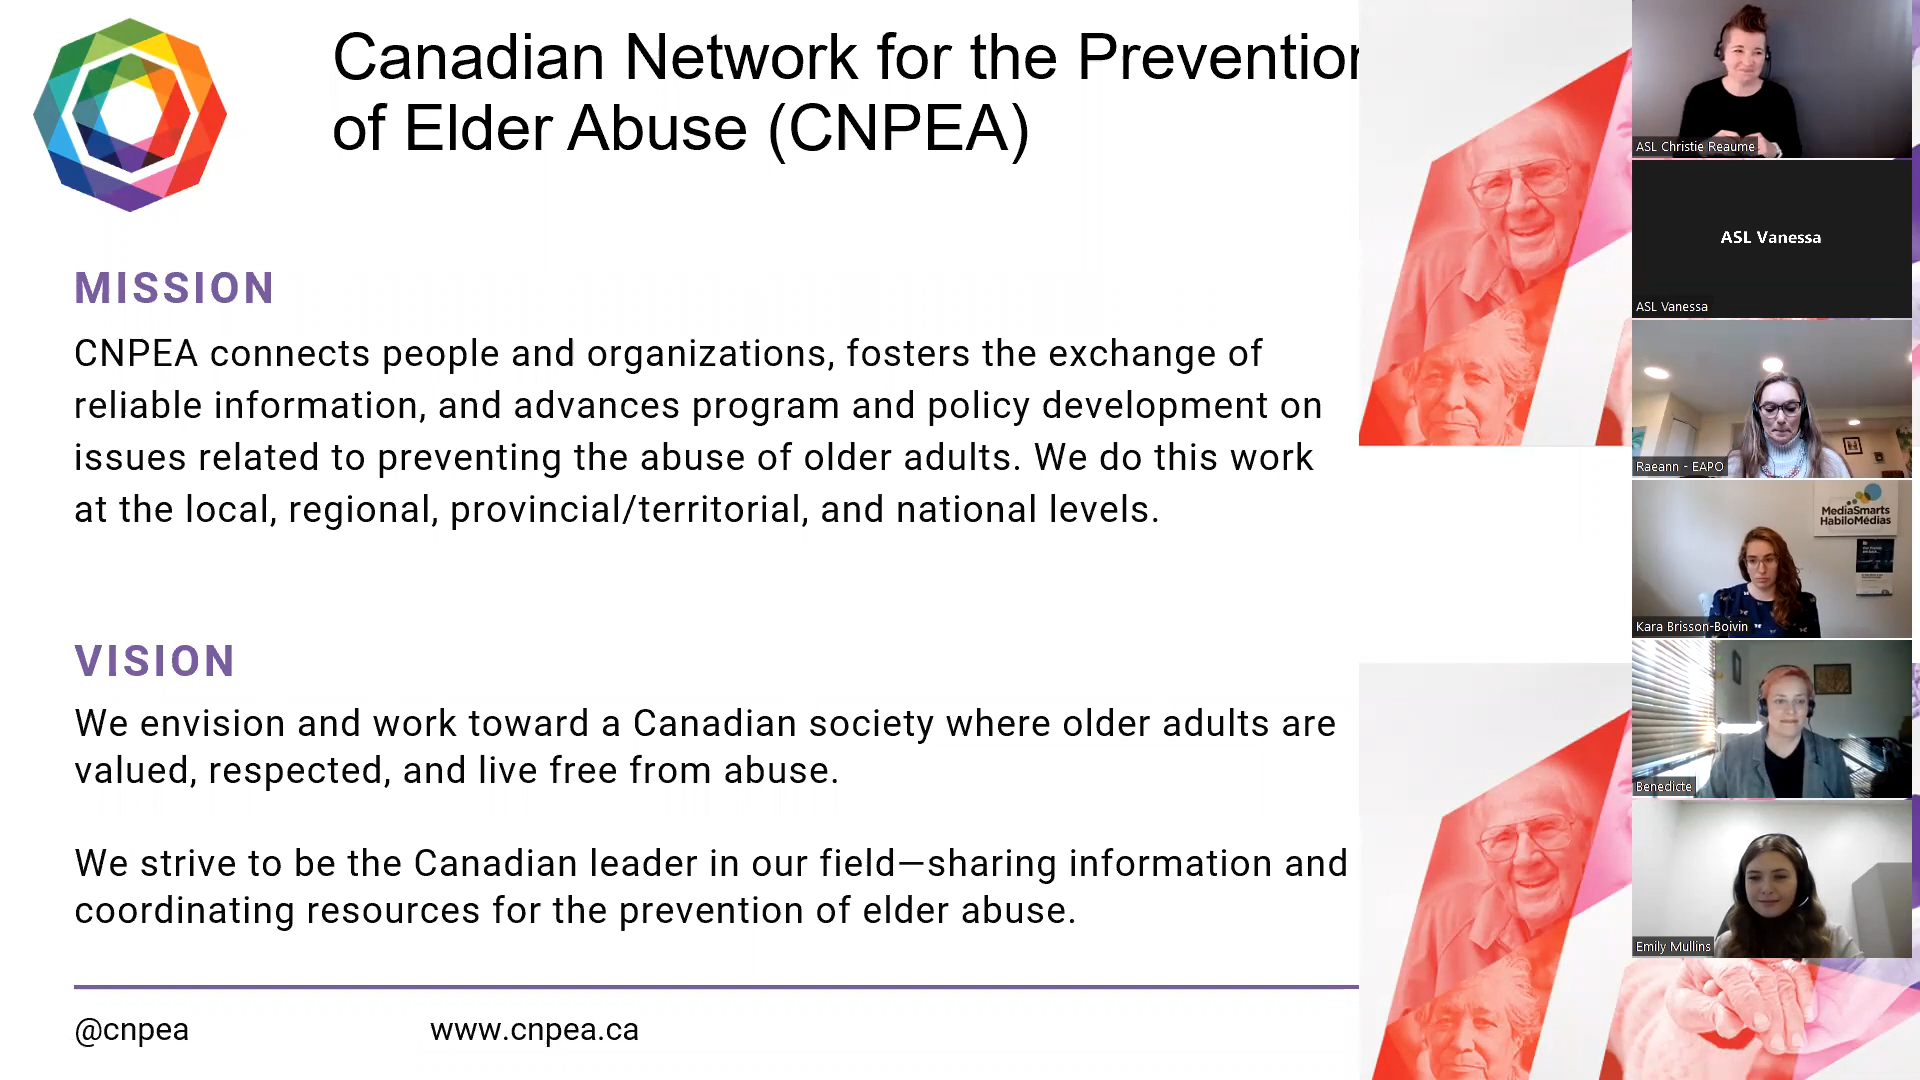 Canadian Network for the Prevention
of Elder Abuse (CNPEA)
MISSION
CNPEA connects people and organizations, fosters the exchange of
reliable information, and advances program and policy development on
issues related to preventing the abuse of older adults. We do this work
at the local, regional, provincial/territorial, and national levels.
VISION
We envision and work toward a Canadian society where older adults are
valued, respected, and live free from abuse.
We strive to be the Canadian leader in our field—sharing information and
coordinating resources for the prevention of elder abuse.
@cnpea
www.cnpea.ca
ASL Christie Reaume
ASL Vanessa
ASL Vanessa
Raeann - EAPO
MediaSmarts
HabiloMédias
Kara Brisson-Boivin
Benedicte
Emily Mullins